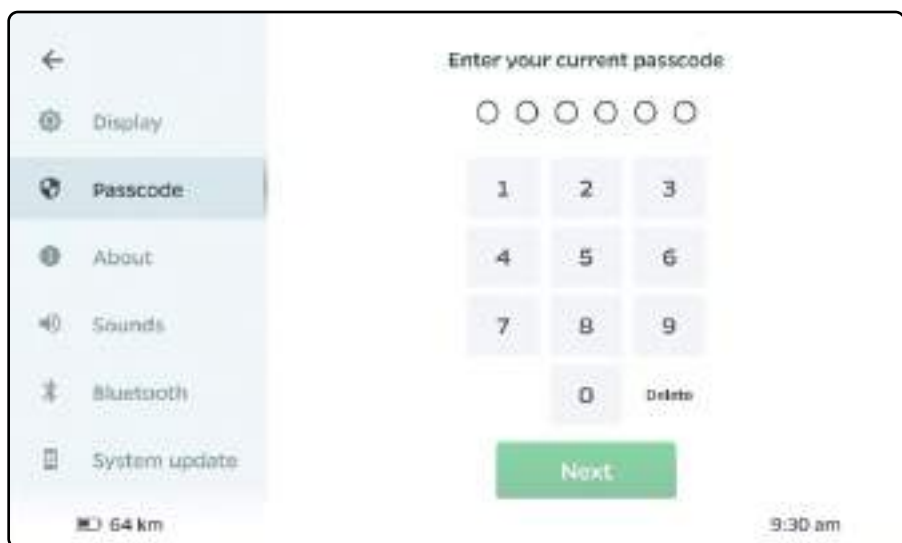 Enter your current passcode
Display
Passcode
About
Sounds
Bluetooth
System update
1 2 3
4 5 6
7 8 9
0 Delete
Next
64 km
9:30 am